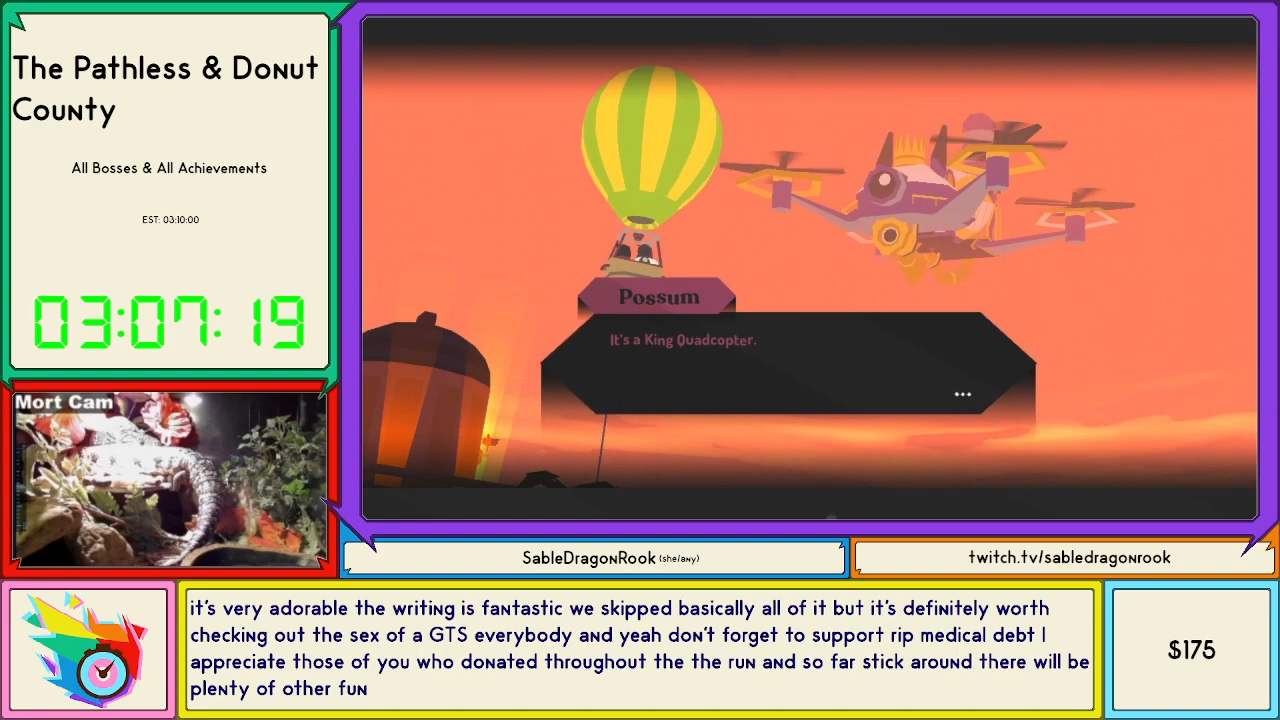 The Pathless & Donut
County
All Bosses & All Achievements
EST: 03:10:00
03:07:19
Mort Cam
Possum
It's a King Quadcopter.
...
SableDragonRook (she/any)
twitch.tv/sabledragonrook
it's very adorable the writing is fantastic we skipped basically all of it but it's definitely worth
checking out the sex of a GTS everybody and yeah don't forget to support rip medical debt I
appreciate those of you who donated throughout the the run and so far stick around there will be
plenty of other fun
$175